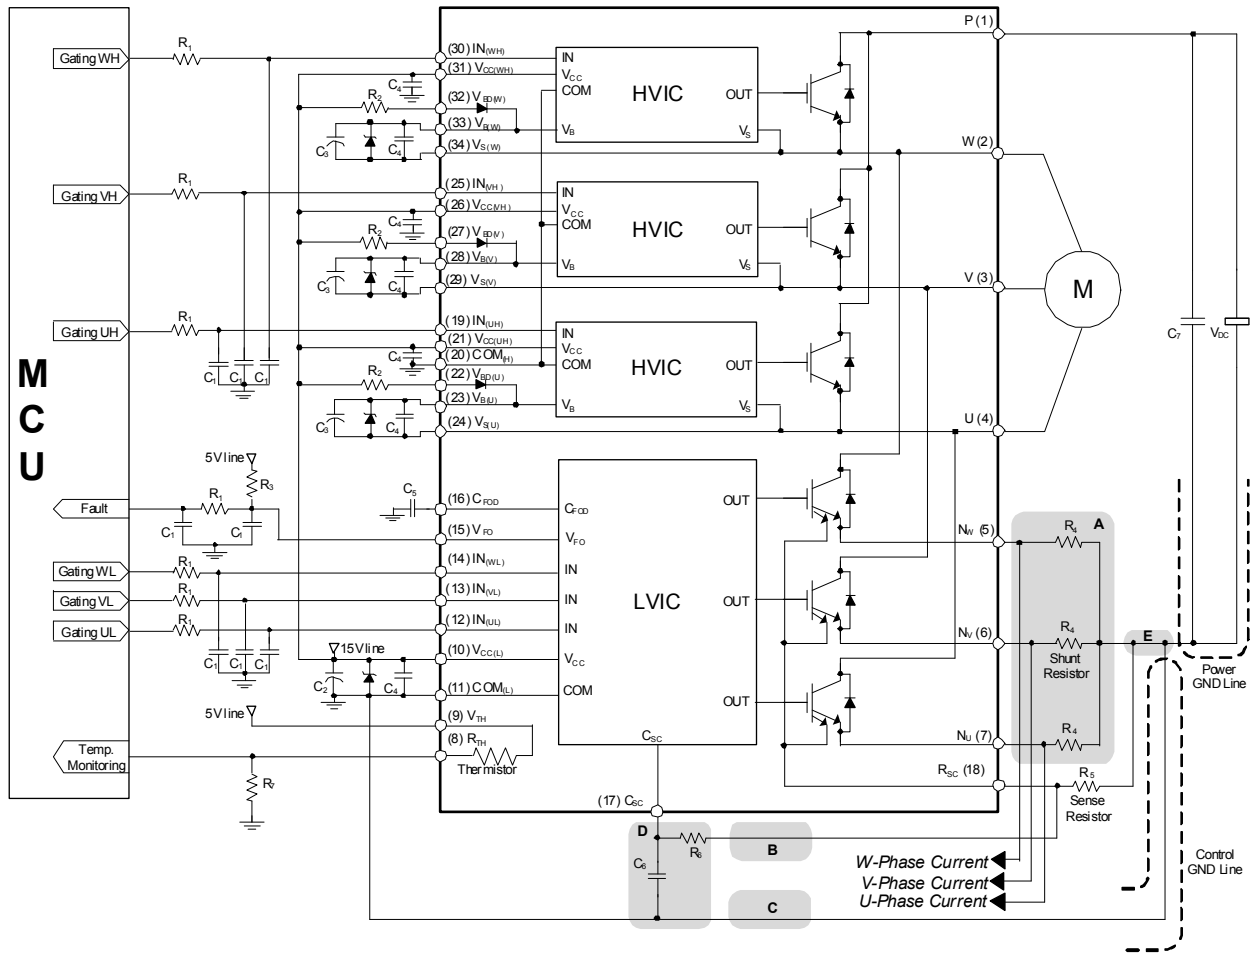 P (1)
Gating WH
R1
(30) IN(WH)
(31) VCC(WH)
C4
R2
(32) VBD(W)
(33) VB(W)
C3
C4
(34) VS(W)
IN
VCC
COM
HVIC
OUT
VB
VS
W (2)
Gating VH
R1
(25) IN(VH)
(26) VCC(VH)
C4
R2
(27) VBD(V)
(28) VB(V)
C3
C4
(29) VS(V)
IN
VCC
COM
HVIC
OUT
VB
VS
V (3)
M
C7
VDC
Gating UH
R1
(19) IN(UH)
(21) VCC(UH)
(20) COM(H)
C4
C1
C1
C1
R2
(22) VBD(U)
(23) VB(U)
C3
C4
(24) VS(U)
IN
VCC
COM
HVIC
OUT
VB
VS
U (4)
MCU
5V line
R3
Fault
R1
C1
C1
C5
(16) CFOD
(15) VFO
CFOD
VFO
OUT
NW (5)
R4
A
Gating WL
R1
(14) IN(WL)
IN
Gating VL
R1
(13) IN(VL)
IN
LVIC
OUT
Gating UL
R1
(12) IN(UL)
IN
C1
C1
C1
NV (6)
R4
Shunt
Resistor
E
Power
GND Line
15V line
(10) VCC(L)
VCC
C2
C4
(11) COM(L)
COM
OUT
5V line
(9) VTH
(8) RTH
Thermistor
CSC
NU (7)
R4
Temp.
Monitoring
R7
RSC (18)
R5
Sense
Resistor
(17) CSC
D
R6
C6
B
C
W-Phase Current
V-Phase Current
U-Phase Current
Control
GND Line